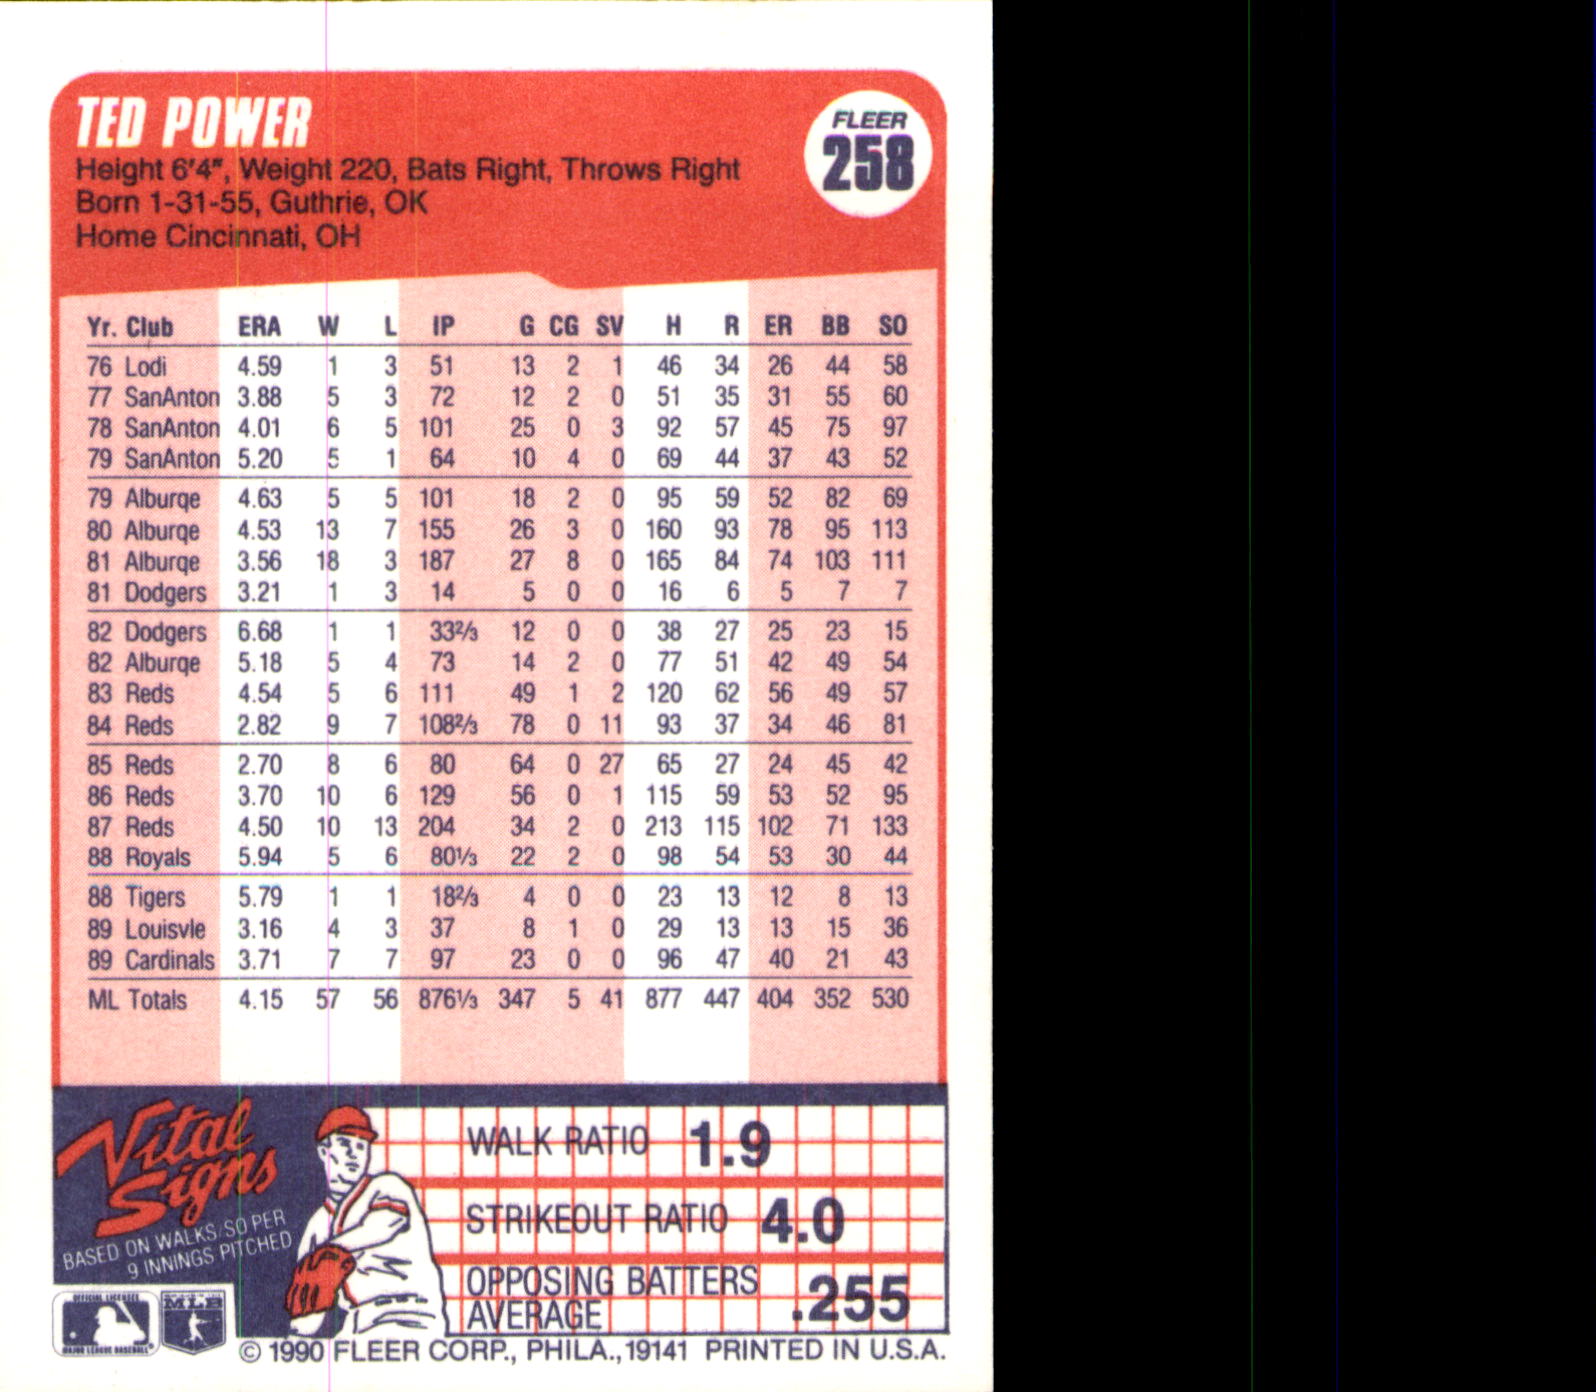 TED POWER
FLEER
258
Height 6'4", Weight 220, Bats Right, Throws Right
Born 1-31-55, Guthrie, OK
Home Cincinnati, OH
Yr. Club ERA W L IP G CG SV H R ER BB SO
76 Lodi 4.59 1 3 51 13 2 1 46 34 26 44 58
77 SanAnton 3.88 5 3 72 12 2 0 51 35 31 55 60
78 SanAnton 4.01 6 5 101 25 0 3 92 57 45 75 97
79 SanAnton 5.20 5 1 64 10 4 0 69 44 37 43 52
79 Alburqe 4.63 5 5 101 18 2 0 95 59 52 82 69
80 Alburqe 4.53 13 7 155 26 3 0 160 93 78 95 113
81 Alburqe 3.56 18 3 187 27 8 0 165 84 74 103 111
81 Dodgers 3.21 1 3 14 5 0 0 16 6 5 7 7
82 Dodgers 6.68 1 1 33⅔ 12 0 0 38 27 25 23 15
82 Alburqe 5.18 5 4 73 14 2 0 77 51 42 49 54
83 Reds 4.54 5 6 111 49 1 2 120 62 56 49 57
84 Reds 2.82 9 7 108⅔ 78 0 11 93 37 34 46 81
85 Reds 2.70 8 6 80 64 0 27 65 27 24 45 42
86 Reds 3.70 10 6 129 56 0 1 115 59 53 52 95
87 Reds 4.50 10 13 204 34 2 0 213 115 102 71 133
88 Royals 5.94 5 6 80⅓ 22 2 0 98 54 53 30 44
88 Tigers 5.79 1 1 18⅔ 4 0 0 23 13 12 8 13
89 Louisvle 3.16 4 3 37 8 1 0 29 13 13 15 36
89 Cardinals 3.71 7 7 97 23 0 0 96 47 40 21 43
ML Totals 4.15 57 56 876⅓ 347 5 41 877 447 404 352 530
Vital
Signs
BASED ON WALKS/SO PER
9 INNINGS PITCHED
WALK RATIO 1.9
STRIKEOUT RATIO 4.0
OPPOSING BATTERS
AVERAGE .255
OFFICIAL LICENSEE
MAJOR LEAGUE BASEBALL
MLB
© 1990 FLEER CORP., PHILA., 19141 PRINTED IN U.S.A.